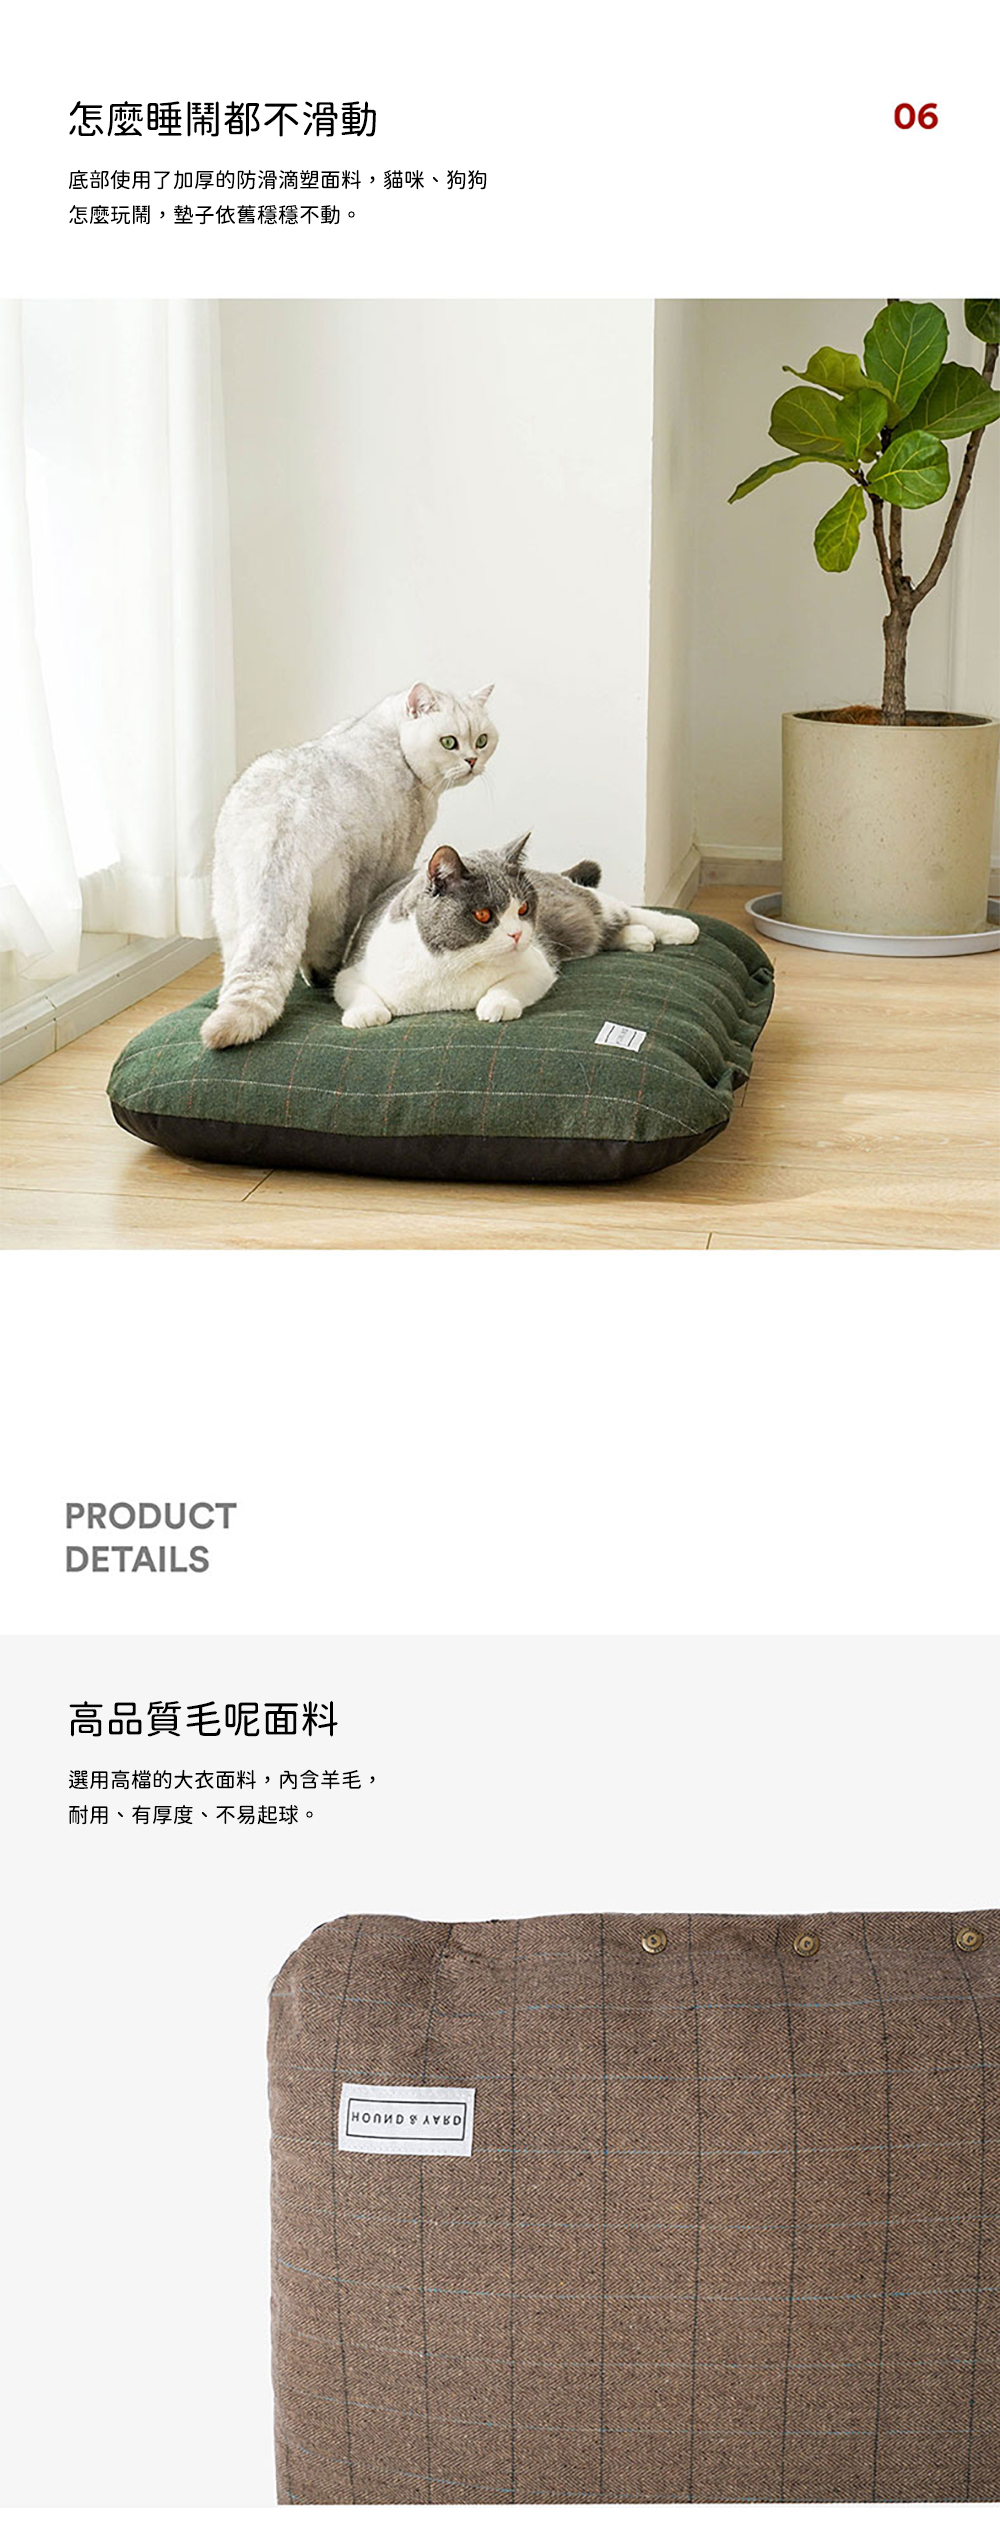 怎麼睡鬧都不滑動
06
底部使用了加厚的防滑滴塑面料，貓咪、狗狗
怎麼玩鬧，墊子依舊穩穩不動。
PRODUCT
DETAILS
高品質毛呢面料
選用高檔的大衣面料，內含羊毛，
耐用、有厚度、不易起球。
HOUND & YARD